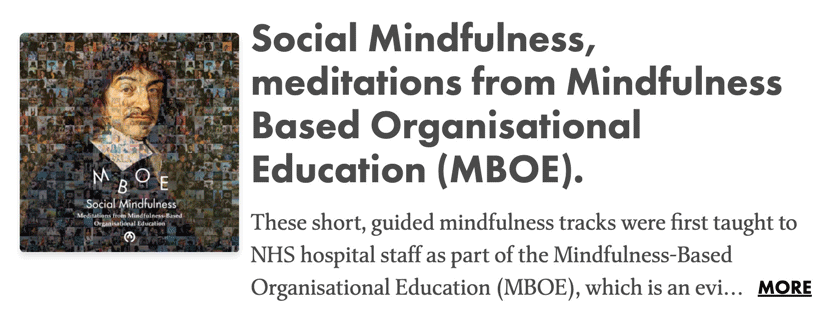 Social Mindfulness,
meditations from Mindfulness
Based Organisational
Education (MBOE).
These short, guided mindfulness tracks were first taught to
NHS hospital staff as part of the Mindfulness-Based
Organisational Education (MBOE), which is an evi… MORE
MBOE
Social Mindfulness
Meditations from Mindfulness-Based
Organisational Education